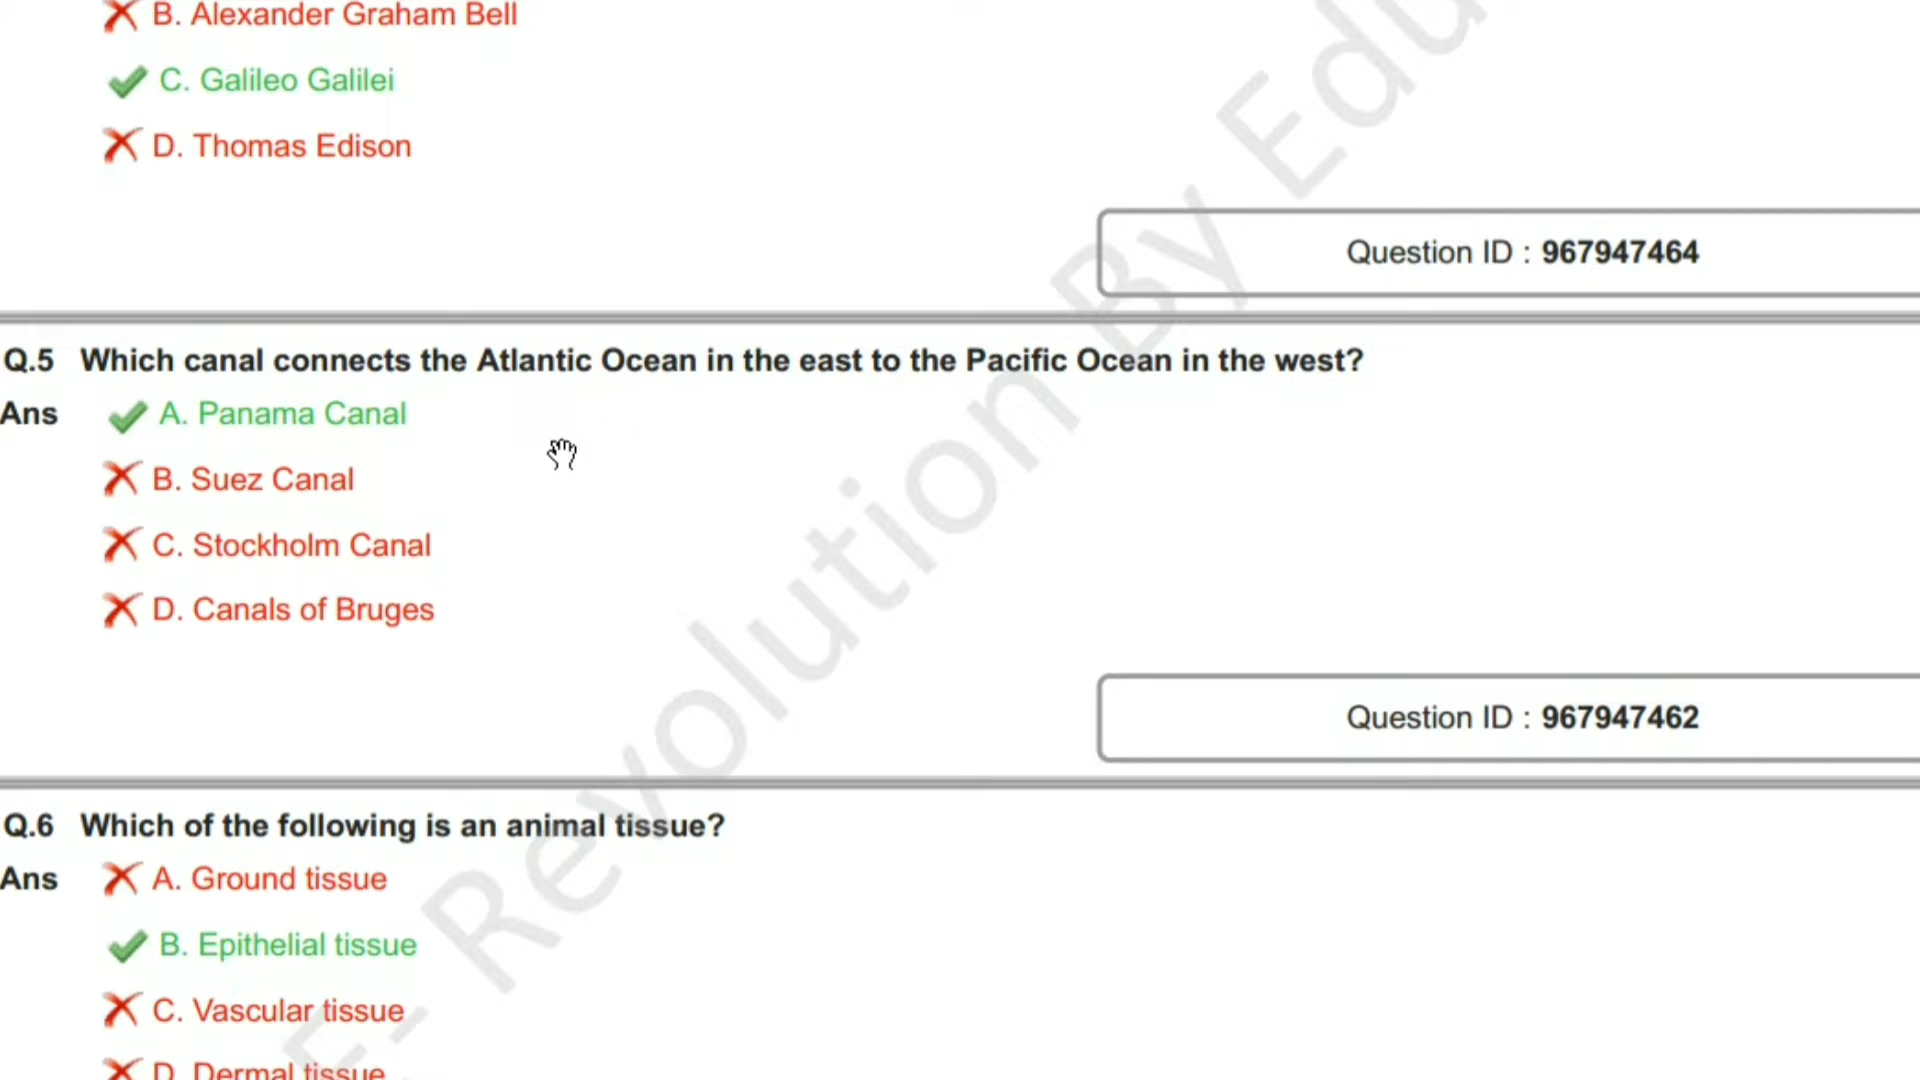 B. Alexander Graham Bell
C. Galileo Galilei
D. Thomas Edison
Question ID : 967947464
Q.5 Which canal connects the Atlantic Ocean in the east to the Pacific Ocean in the west?
Ans A. Panama Canal
B. Suez Canal
C. Stockholm Canal
D. Canals of Bruges
Question ID : 967947462
Q.6 Which of the following is an animal tissue?
Ans A. Ground tissue
B. Epithelial tissue
C. Vascular tissue
D. Dermal tissue
E- Revolution By Edu